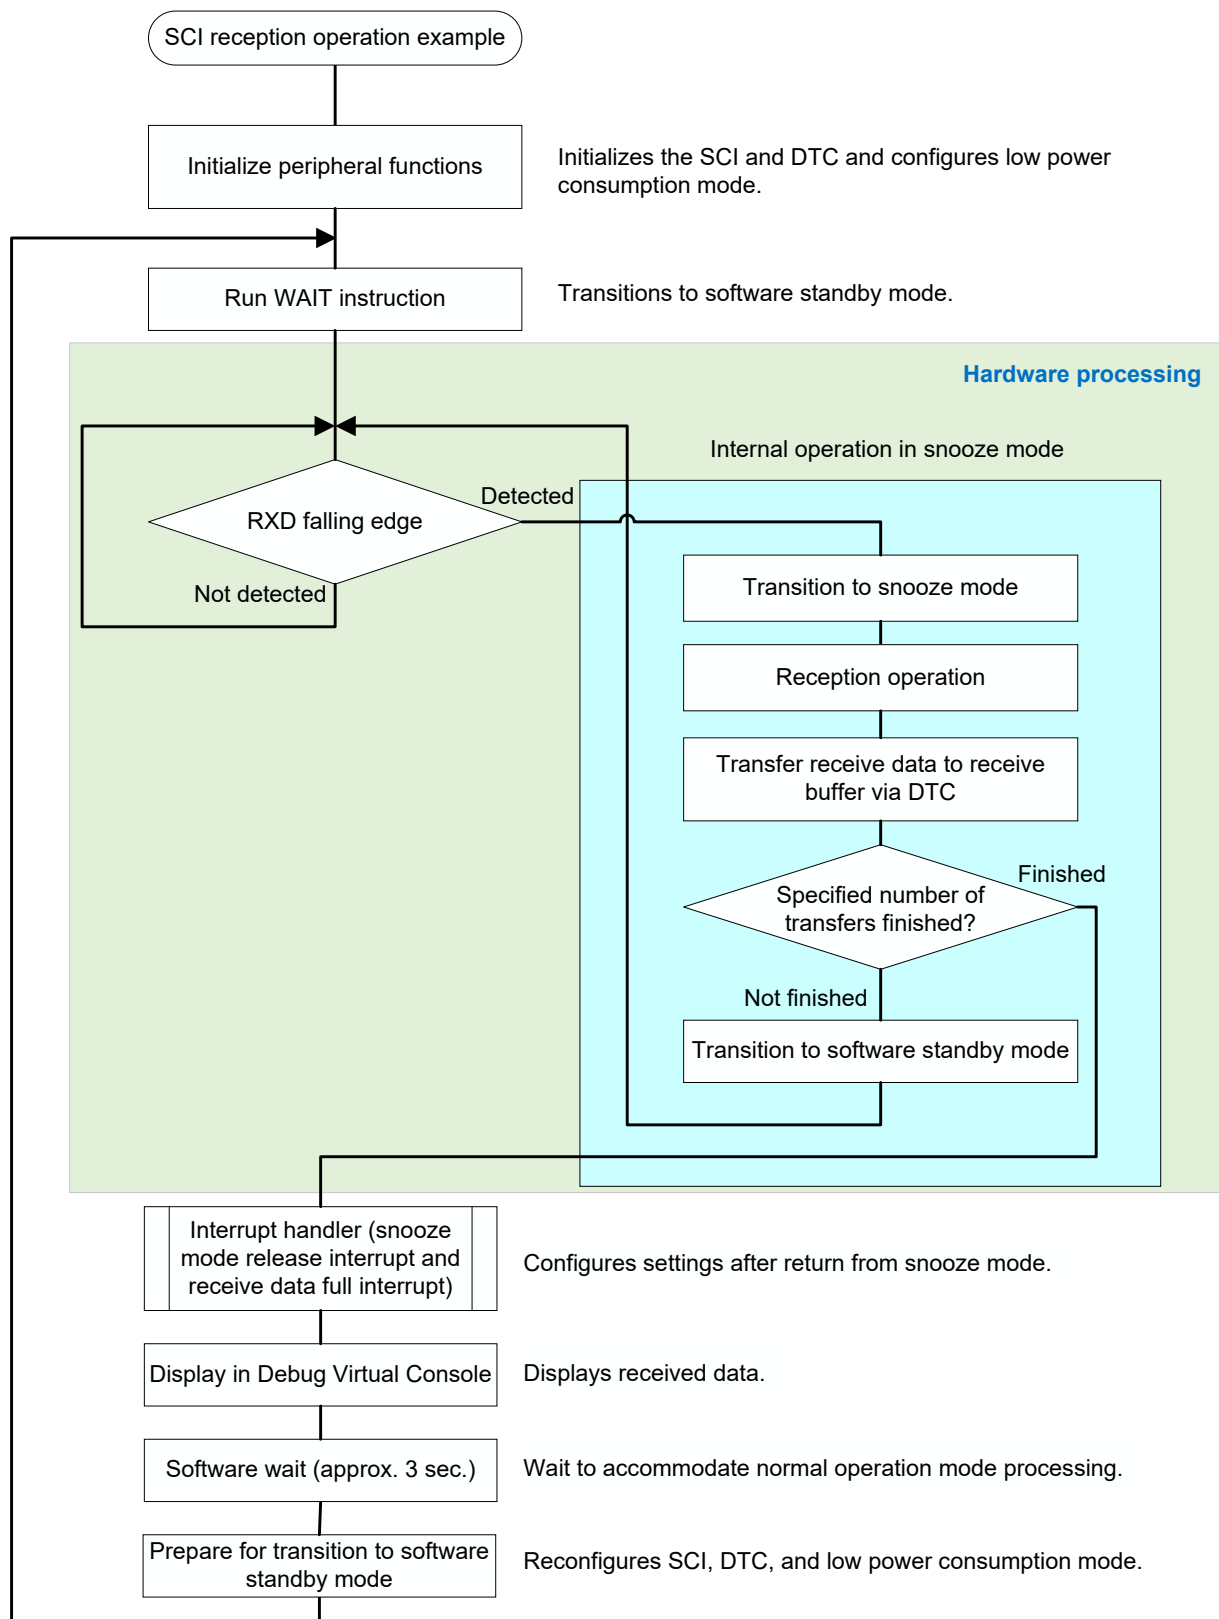 SCI reception operation example
Initialize peripheral functions
Initializes the SCI and DTC and configures low power
consumption mode.
Run WAIT instruction
Transitions to software standby mode.
Hardware processing
Internal operation in snooze mode
Detected
RXD falling edge
Not detected
Transition to snooze mode
Reception operation
Transfer receive data to receive
buffer via DTC
Finished
Specified number of
transfers finished?
Not finished
Transition to software standby mode
Interrupt handler (snooze
mode release interrupt and
receive data full interrupt)
Configures settings after return from snooze mode.
Display in Debug Virtual Console
Displays received data.
Software wait (approx. 3 sec.)
Wait to accommodate normal operation mode processing.
Prepare for transition to software
standby mode
Reconfigures SCI, DTC, and low power consumption mode.